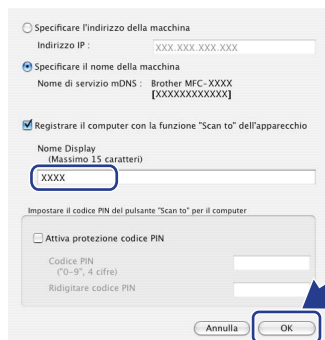 Specificare l'indirizzo della macchina
Indirizzo IP :
XXX.XXX.XXX.XXX
Specificare il nome della macchina
Nome di servizio mDNS : Brother MFC-XXXX
[XXXXXXXXXXXX]
Registrare il computer con la funzione "Scan to" dell'apparecchio
Nome Display
(Massimo 15 caratteri)
XXXX
Impostare il codice PIN del pulsante "Scan to" per il computer
Attiva protezione codice PIN
Codice PIN
("0-9", 4 cifre)
Ridigitare codice PIN
Annulla OK